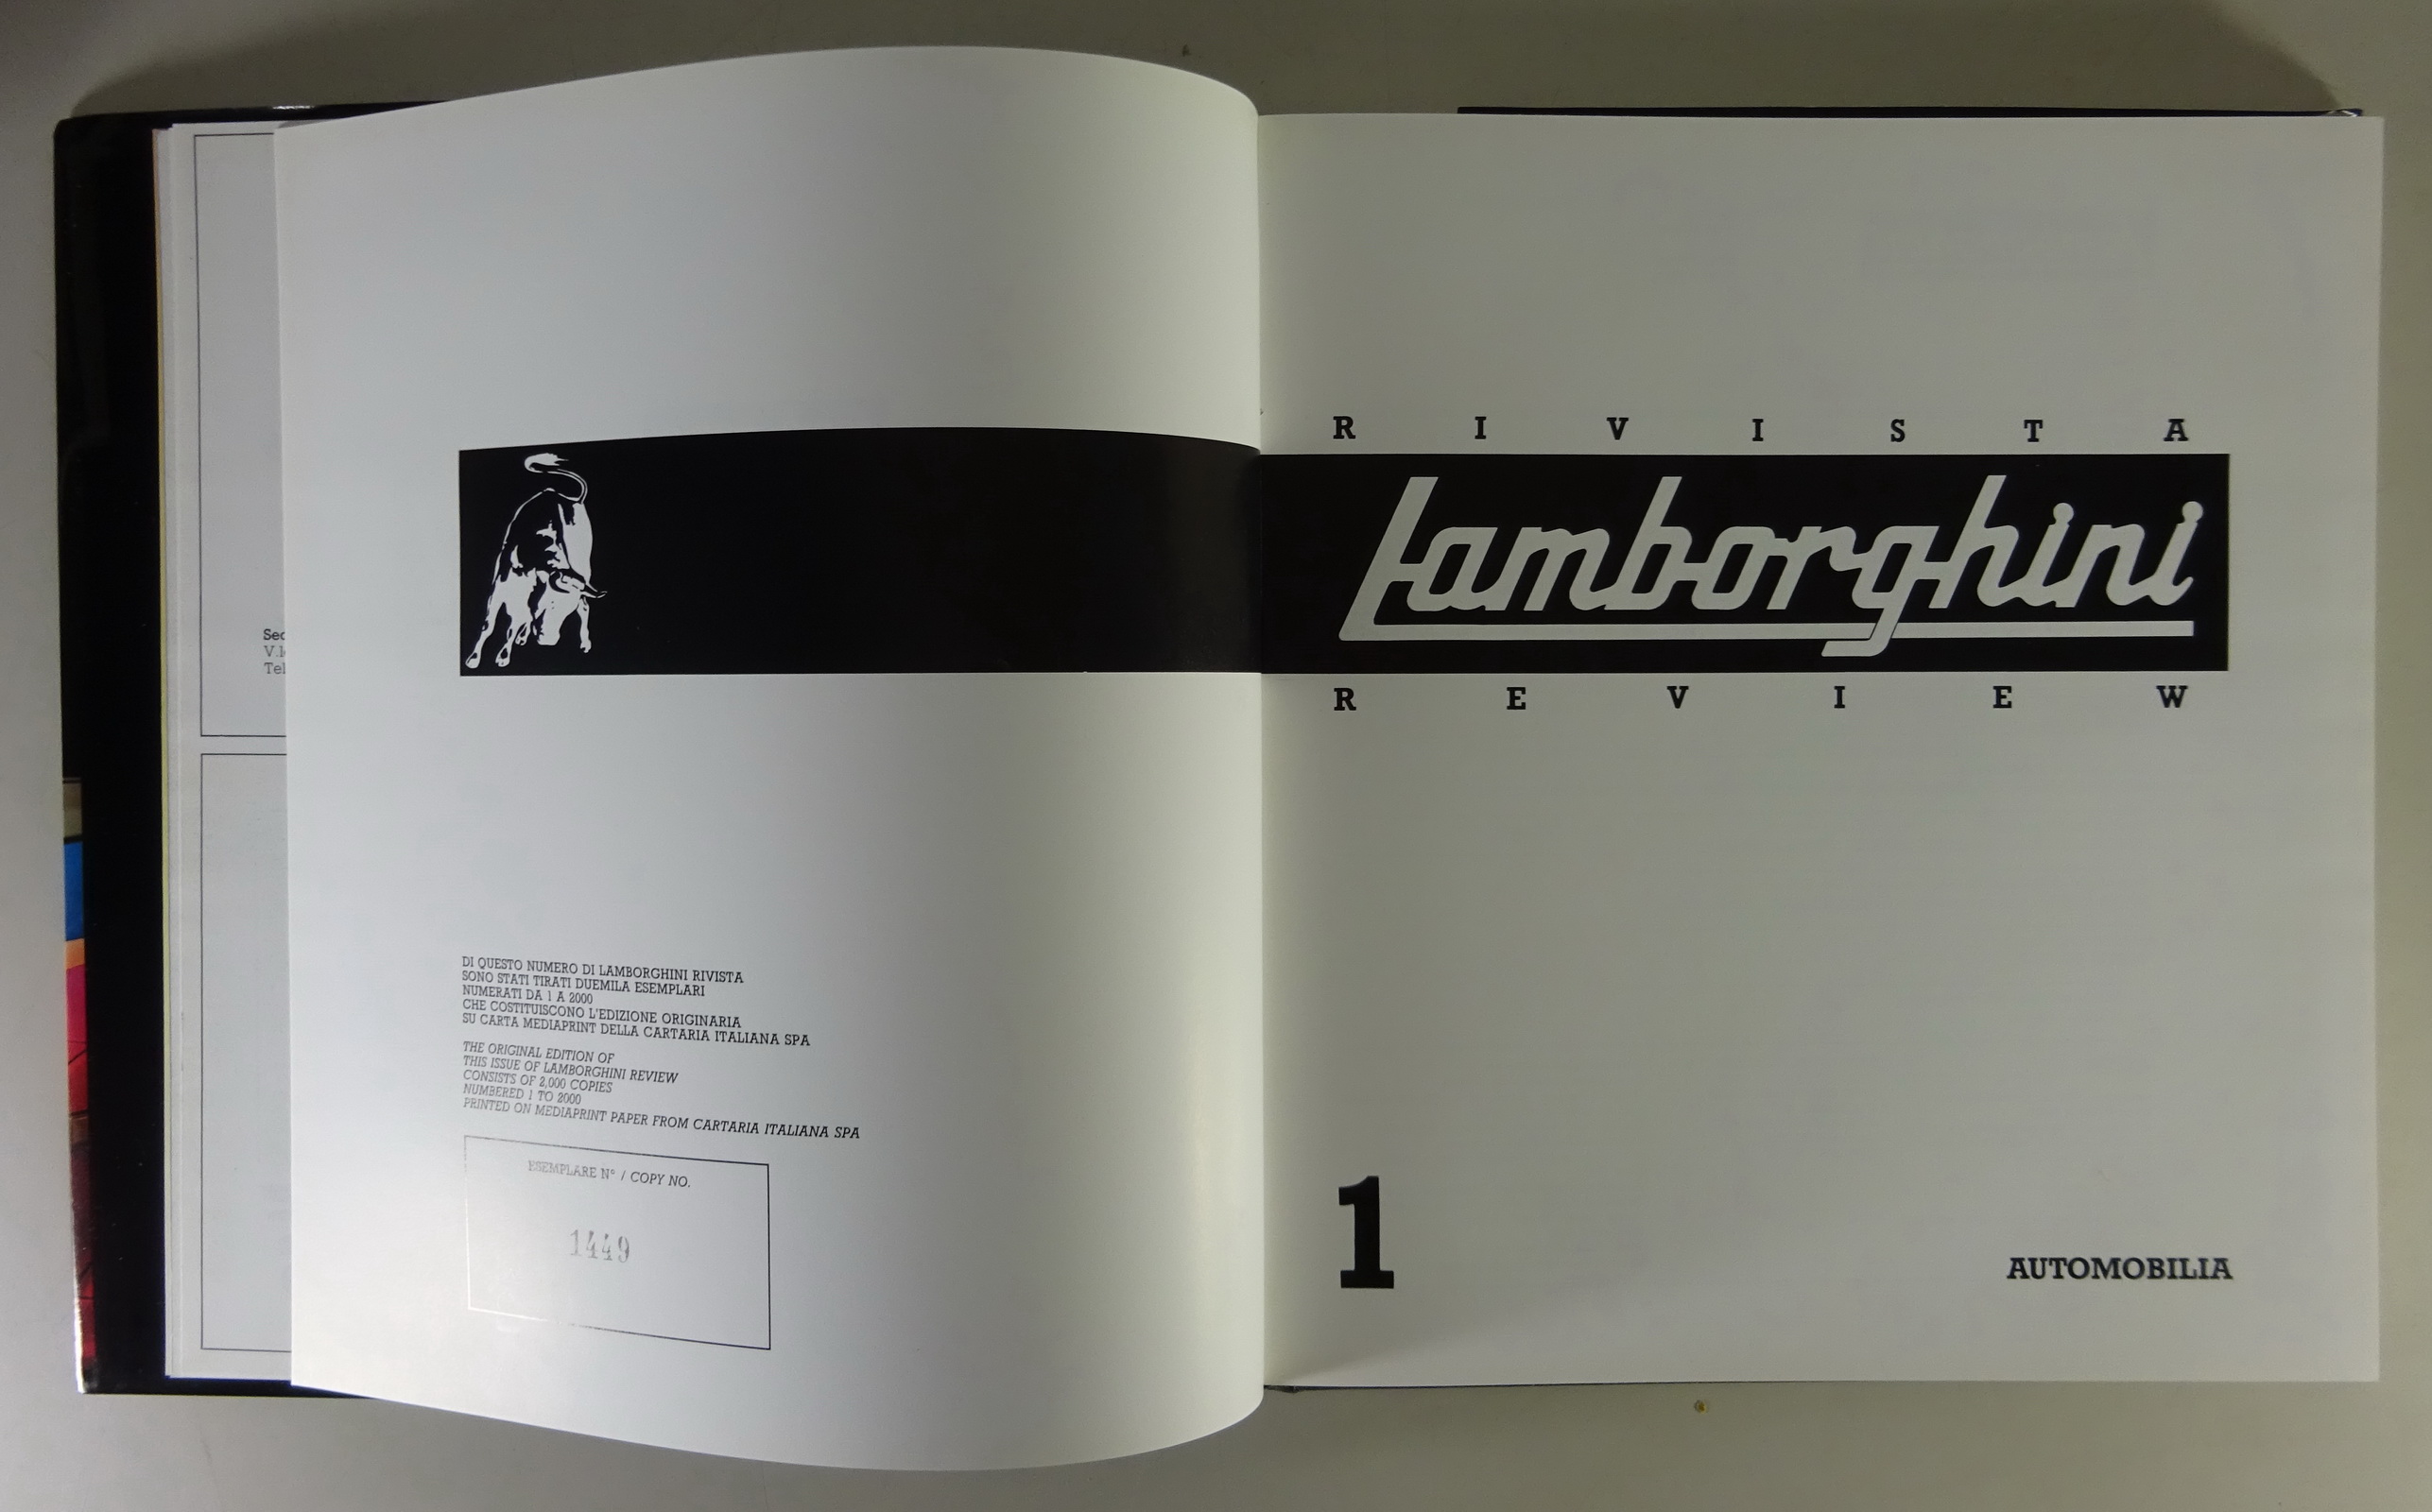 DI QUESTO NUMERO DI LAMBORGHINI RIVISTA
SONO STATI TIRATI DUEMILA ESEMPLARI
NUMERATI DA 1 A 2000
CHE COSTITUISCONO L'EDIZIONE ORIGINARIA
SU CARTA MEDIAPRINT DELLA CARTARIA ITALIANA SPA
THE ORIGINAL EDITION OF
THIS ISSUE OF LAMBORGHINI REVIEW
CONSISTS OF 2,000 COPIES
NUMBERED 1 TO 2000
PRINTED ON MEDIAPRINT PAPER FROM CARTARIA ITALIANA SPA
ESEMPLARE N° / COPY NO.
1449
RIVISTA
Lamborghini
REVIEW
1
AUTOMOBILIA